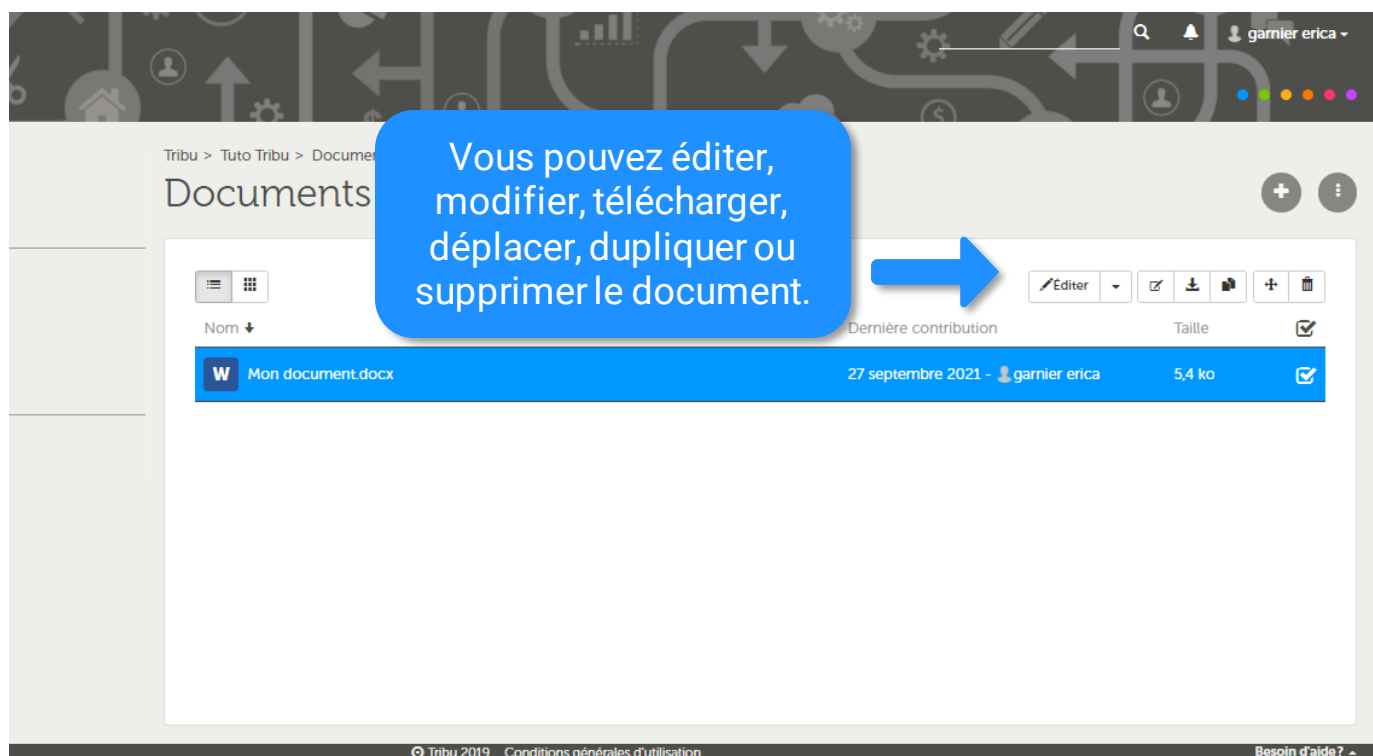 garnier erica
Tribu > Tuto Tribu >
Documents
Vous pouvez éditer,
modifier, télécharger,
déplacer, dupliquer ou
supprimer le document.
Éditer
Nom
Dernière contribution
Taille
W Mon document.docx
27 septembre 2021 - garnier erica
5,4 ko
Tribu 2019
Conditions générales d'utilisation
Besoin d'aide?